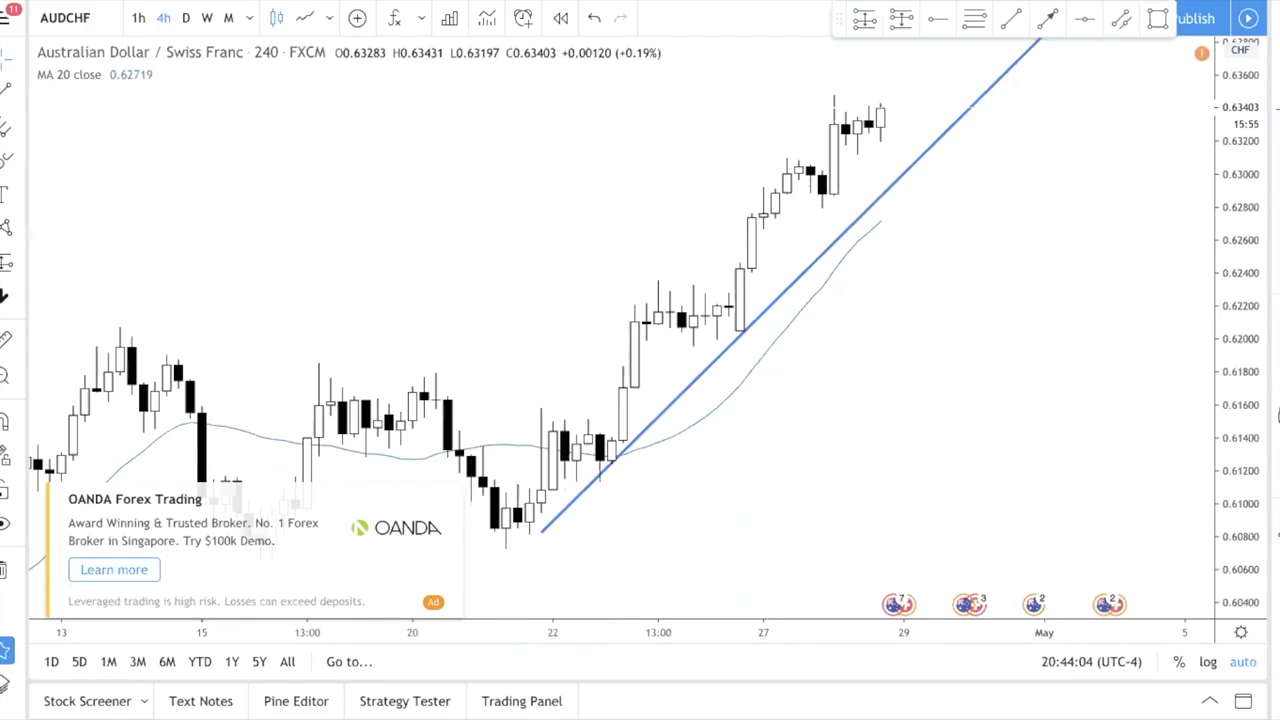 11
AUDCHF
1h 4h D W M
ublish
Australian Dollar / Swiss Franc · 240 · FXCM O0.63283 H0.63431 L0.63197 C0.63403 +0.00120 (+0.19%)
CHF
MA 20 close 0.62719
0.63600
0.63403
15:55
0.63200
0.63000
0.62800
0.62600
0.62400
0.62200
0.62000
0.61800
0.61600
0.61400
0.61200
0.61000
0.60800
0.60600
0.60400
OANDA Forex Trading
Award Winning & Trusted Broker. No. 1 Forex
Broker in Singapore. Try $100k Demo.
OANDA
Learn more
Leveraged trading is high risk. Losses can exceed deposits.
Ad
7 3 2 2
13 15 13:00 20 22 13:00 27 29 May 5
1D 5D 1M 3M 6M YTD 1Y 5Y All Go to... 20:44:04 (UTC-4) % log auto
Stock Screener Text Notes Pine Editor Strategy Tester Trading Panel